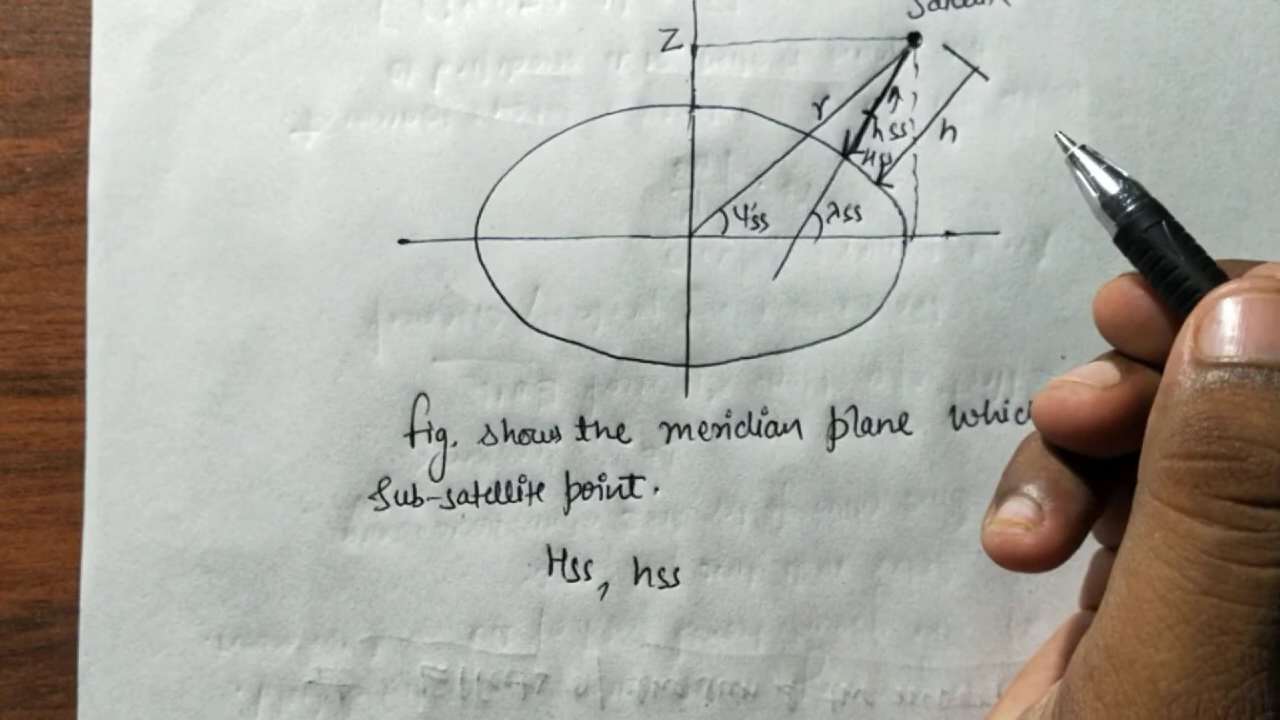 Z
r
hss
h
ψ'ss
λss
fig. shows the meridian plane
Sub-satellite point.
Hss, hss